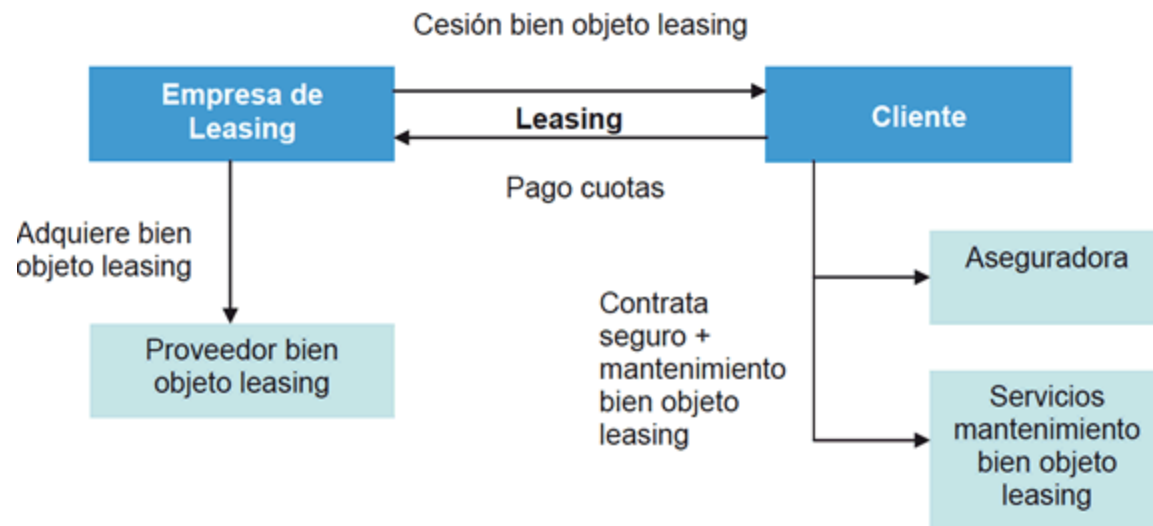 Cesión bien objeto leasing
Empresa de
Leasing
Leasing
Cliente
Pago cuotas
Adquiere bien
objeto leasing
Proveedor bien
objeto leasing
Contrata
seguro +
mantenimiento
bien objeto
leasing
Aseguradora
Servicios
mantenimiento
bien objeto
leasing